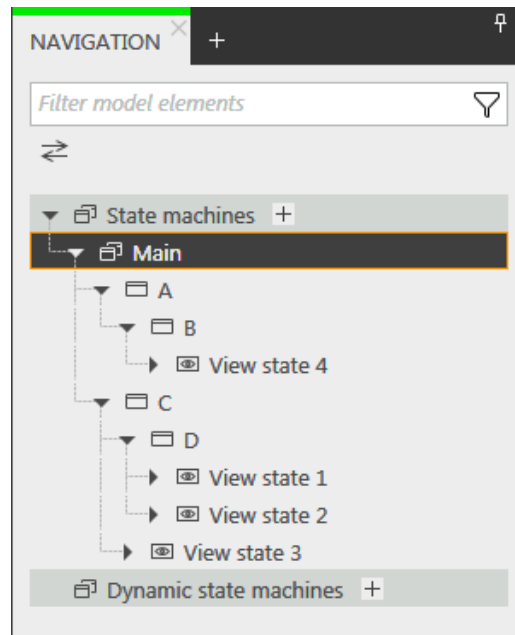 NAVIGATION
Filter model elements
State machines
Main
A
B
View state 4
C
D
View state 1
View state 2
View state 3
Dynamic state machines